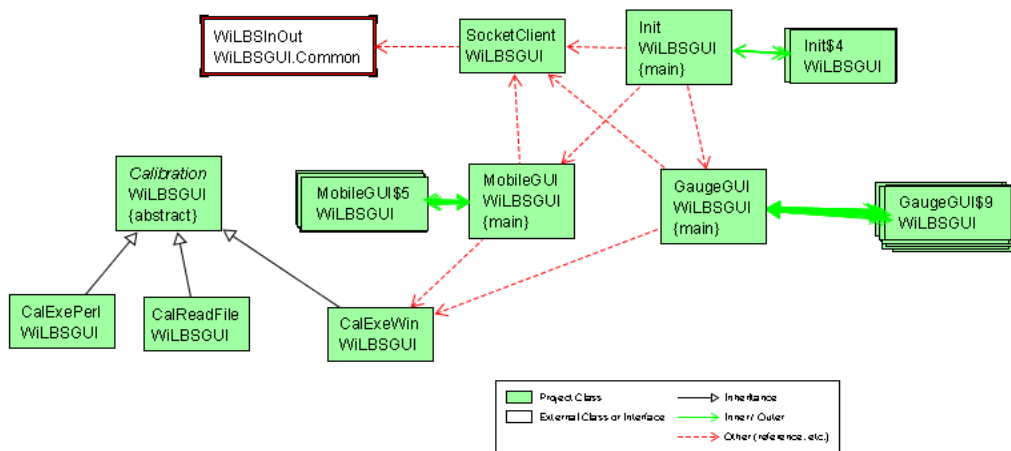 WiLBSInOut
WiLBSGUI.Common
SocketClient
WiLBSGUI
Init
WiLBSGUI
{main}
Init$4
WiLBSGUI
Calibration
WiLBSGUI
{abstract}
MobileGUI$5
WiLBSGUI
MobileGUI
WiLBSGUI
{main}
GaugeGUI
WiLBSGUI
{main}
GaugeGUI$9
WiLBSGUI
CalExePerl
WiLBSGUI
CalReadFile
WiLBSGUI
CalExeWin
WiLBSGUI
Project Class
Inheritance
External Class or Interface
Inner / Outer
Other (reference. etc.)